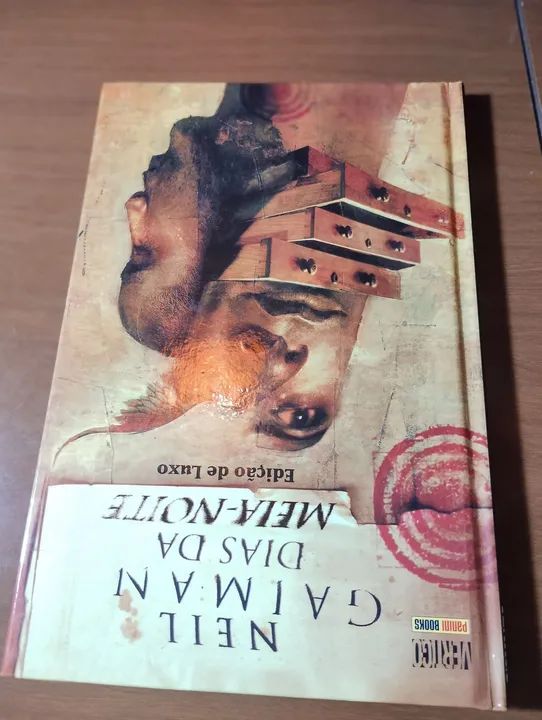 VERTIGO
PANINI BOOKS
NEIL
GAIMAN
DIAS DA
MEIA-NOITE
Edição de Luxo